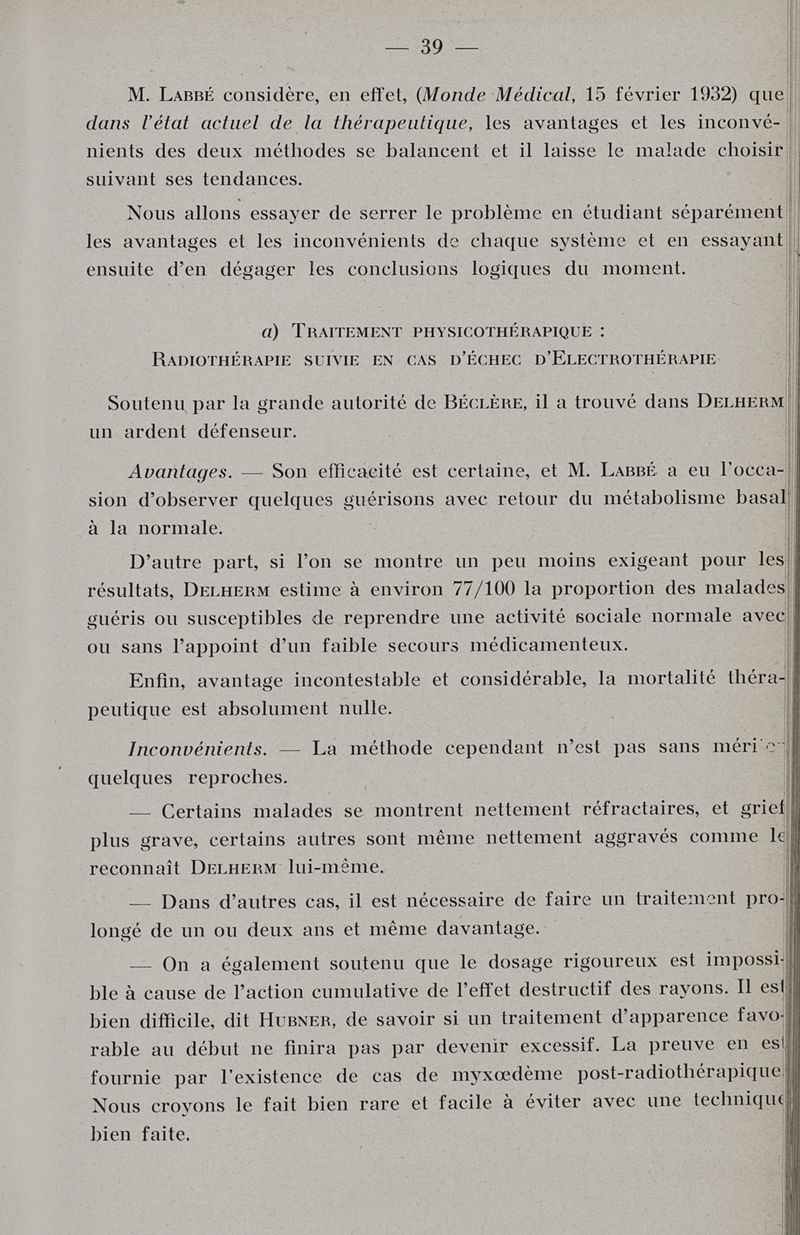 — 39 —
M. Labbé considère, en effet, (Monde Médical, 15 février 1932) que
dans l'état actuel de la thérapeutique, les avantages et les inconvé-
nients des deux méthodes se balancent et il laisse le malade choisir
suivant ses tendances.
Nous allons essayer de serrer le problème en étudiant séparément
les avantages et les inconvénients de chaque système et en essayant
ensuite d'en dégager les conclusions logiques du moment.
a) Traitement physicothérapique :
Radiothérapie suivie en cas d'échec d'Electrothérapie
Soutenu par la grande autorité de Béclère, il a trouvé dans Delherm
un ardent défenseur.
Avantages. — Son efficacité est certaine, et M. Labbé a eu l'occa-
sion d'observer quelques guérisons avec retour du métabolisme basal
à la normale.
D'autre part, si l'on se montre un peu moins exigeant pour les
résultats, Delherm estime à environ 77/100 la proportion des malades
guéris ou susceptibles de reprendre une activité sociale normale avec
ou sans l'appoint d'un faible secours médicamenteux.
Enfin, avantage incontestable et considérable, la mortalité théra-
peutique est absolument nulle.
Inconvénients. — La méthode cependant n'est pas sans
quelques reproches.
— Certains malades se montrent nettement réfractaires, et grief
plus grave, certains autres sont même nettement aggravés comme le
reconnaît Delherm lui-même.
— Dans d'autres cas, il est nécessaire de faire un traitement pro-
longé de un ou deux ans et même davantage.
— On a également soutenu que le dosage rigoureux est impossi-
ble à cause de l'action cumulative de l'effet destructif des rayons. Il est
bien difficile, dit Hubner, de savoir si un traitement d'apparence favo-
rable au début ne finira pas par devenir excessif. La preuve en est
fournie par l'existence de cas de myxœdème post-radiothérapique
Nous croyons le fait bien rare et facile à éviter avec une technique
bien faite.